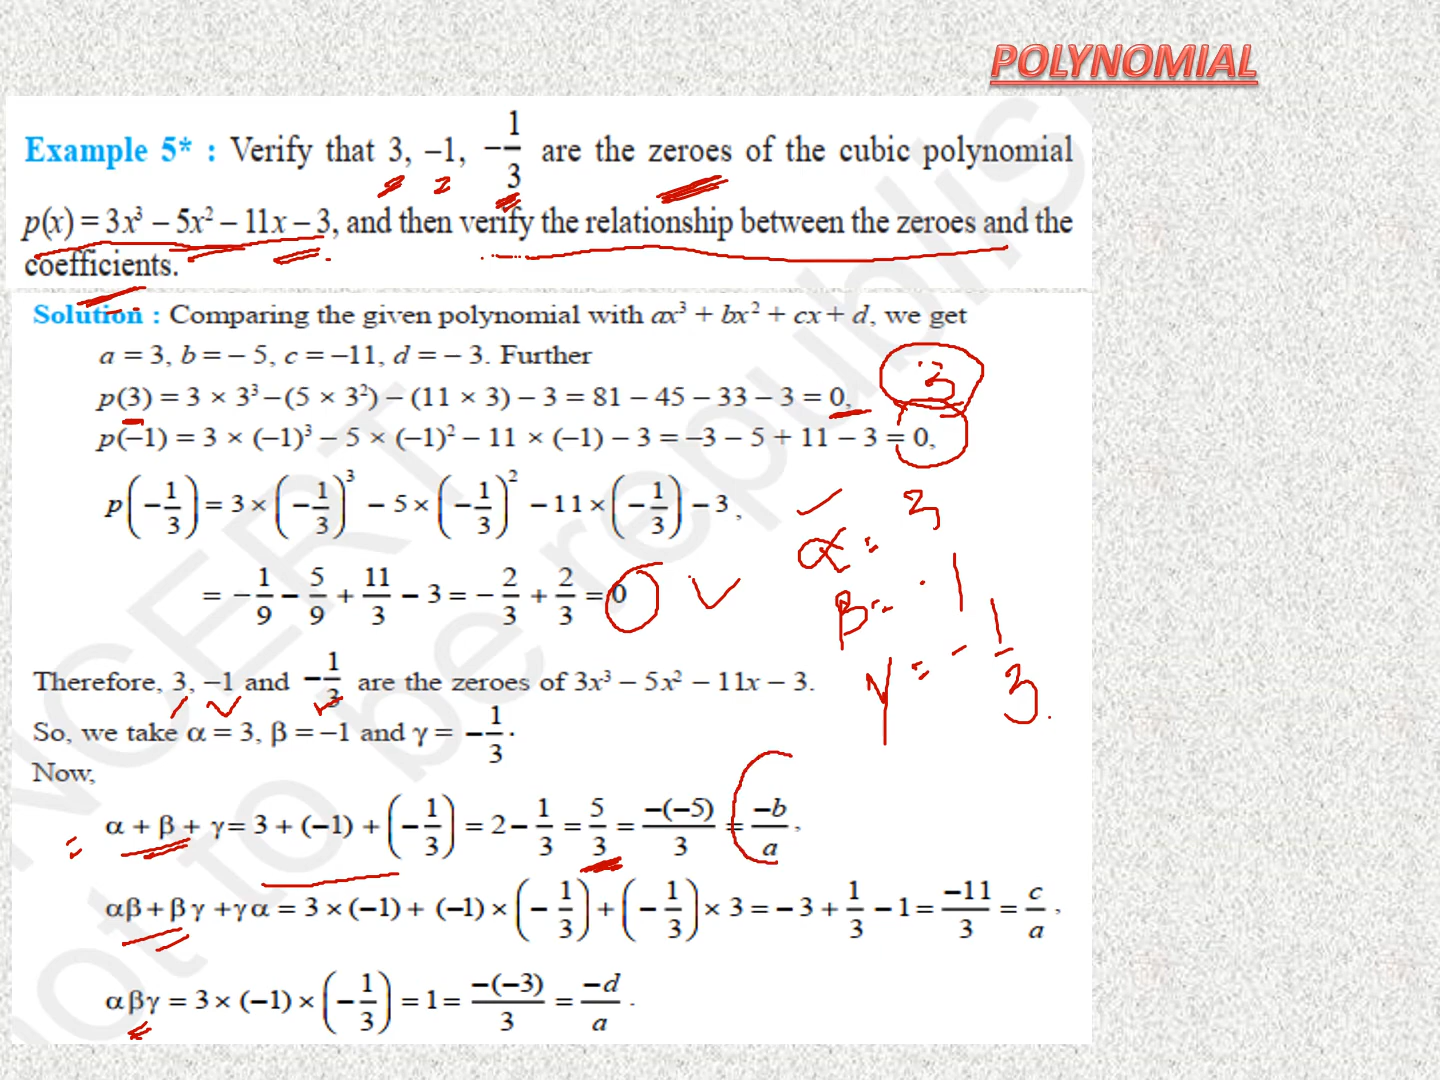 POLYNOMIAL
Example 5* : Verify that 3, –1, −1/3 are the zeroes of the cubic polynomial
p(x) = 3x³ – 5x² – 11x – 3, and then verify the relationship between the zeroes and the
coefficients.
Solution : Comparing the given polynomial with ax³ + bx² + cx + d, we get
a = 3, b = – 5, c = –11, d = – 3. Further
p(3) = 3 × 3³ – (5 × 3²) – (11 × 3) – 3 = 81 – 45 – 33 – 3 = 0,
3
p(–1) = 3 × (–1)³ – 5 × (–1)² – 11 × (–1) – 3 = –3 – 5 + 11 – 3 = 0,
p(−1/3) = 3 × (−1/3)³ − 5 × (−1/3)² − 11 × (−1/3) − 3 ,
α = 3
= −1/9 − 5/9 + 11/3 − 3 = −2/3 + 2/3 = 0
β = -1
γ = -1/3
Therefore, 3, –1 and −1/3 are the zeroes of 3x³ – 5x² – 11x – 3.
So, we take α = 3, β = –1 and γ = −1/3.
Now,
α + β + γ = 3 + (−1) + (−1/3) = 2 − 1/3 = 5/3 = −(−5)/3 = −b/a ,
αβ + βγ + γα = 3 × (−1) + (−1) × (−1/3) + (−1/3) × 3 = −3 + 1/3 − 1 = −11/3 = c/a ,
αβγ = 3 × (−1) × (−1/3) = 1 = −(−3)/3 = −d/a .
NCERT
not to be republished